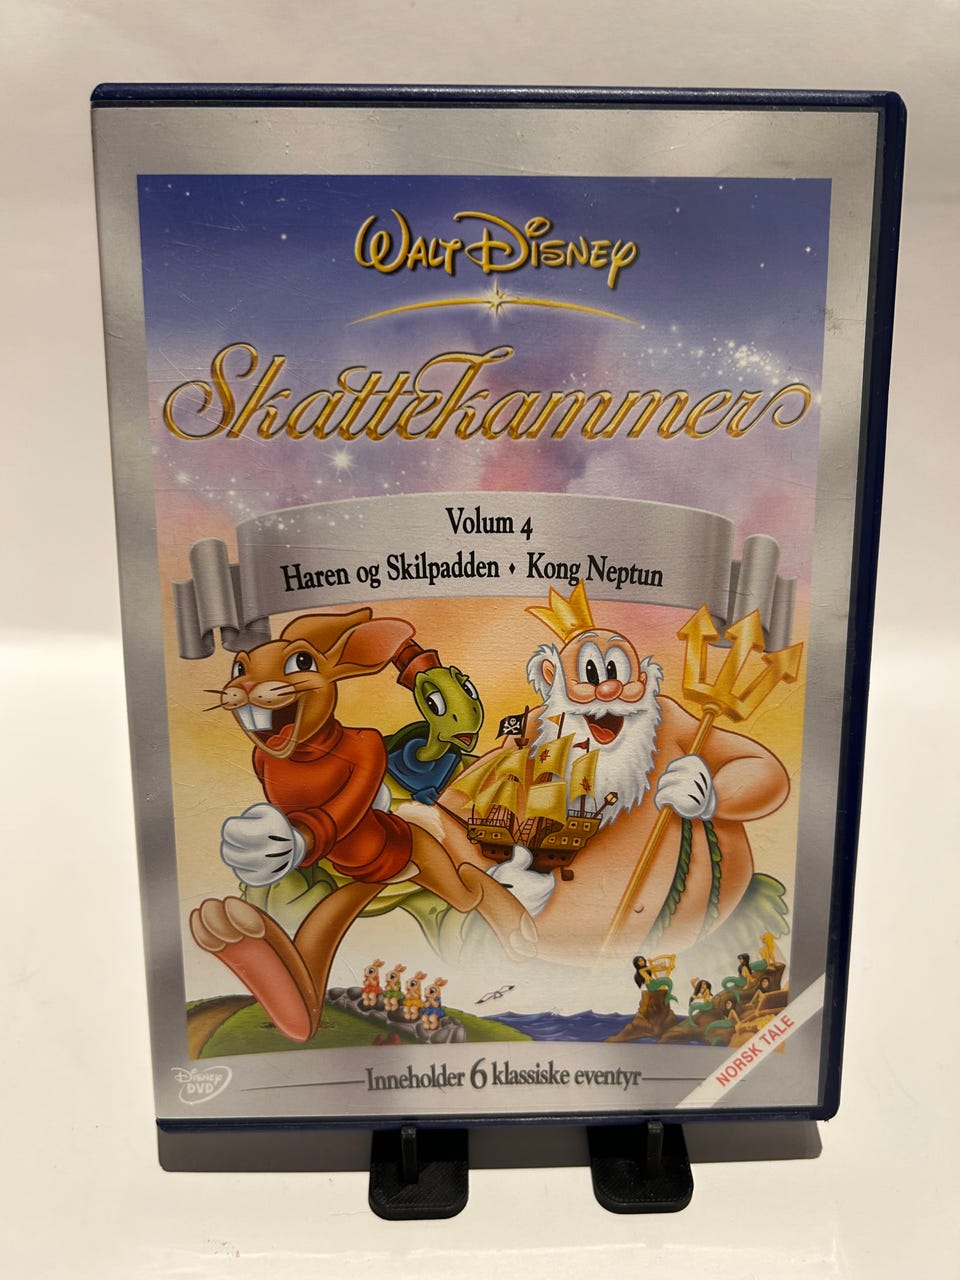 WALT DISNEY
Skattekammer
Volum 4
Haren og Skilpadden • Kong Neptun
NORSK TALE
Inneholder 6 klassiske eventyr
DISNEY
DVD